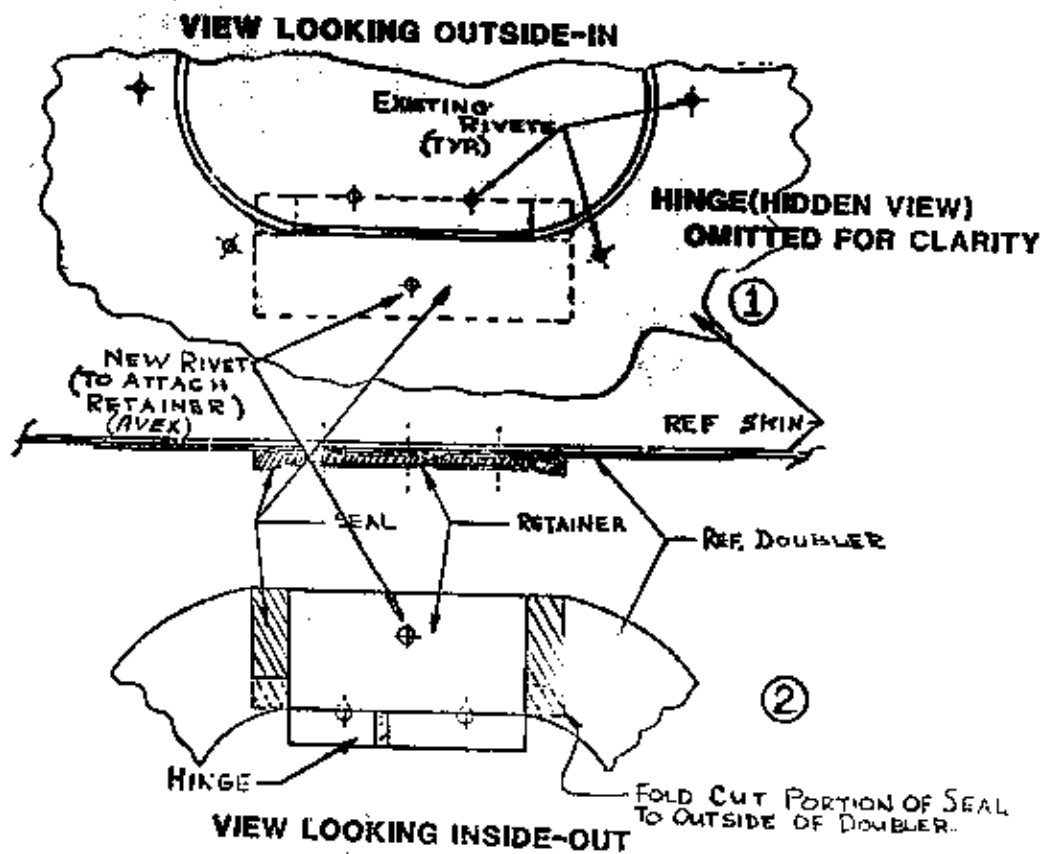 VIEW LOOKING OUTSIDE-IN
EXISTING
RIVETS
(TYP)
HINGE(HIDDEN VIEW)
OMITTED FOR CLARITY
1
NEW RIVET
(TO ATTACH
RETAINER)
(AVEX)
REF SKIN
SEAL
RETAINER
REF. DOUBLER
2
HINGE
FOLD CUT PORTION OF SEAL
TO OUTSIDE OF DOUBLER.
VIEW LOOKING INSIDE-OUT